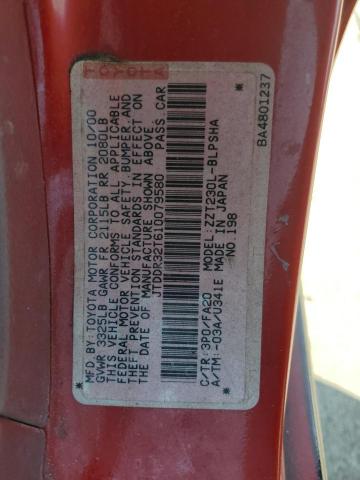 TOYOTA
MFD BY:TOYOTA MOTOR CORPORATION 10/00
GVWR 3325LB GAWR FR 2115LB RR 2080LB
THIS VEHICLE CONFORMS TO ALL APPLICABLE
FEDERAL MOTOR VEHICLE SAFETY, BUMPER, AND
THEFT PREVENTION STANDARDS IN EFFECT ON
THE DATE OF MANUFACTURE SHOWN ABOVE.
JTDDR32T610079580 PASS CAR
C/TR:3P0/FA20 MODEL:ZZT230L-BLPSHA
A/TM:-03A/U341E MADE IN JAPAN
NO.198
BA4801237